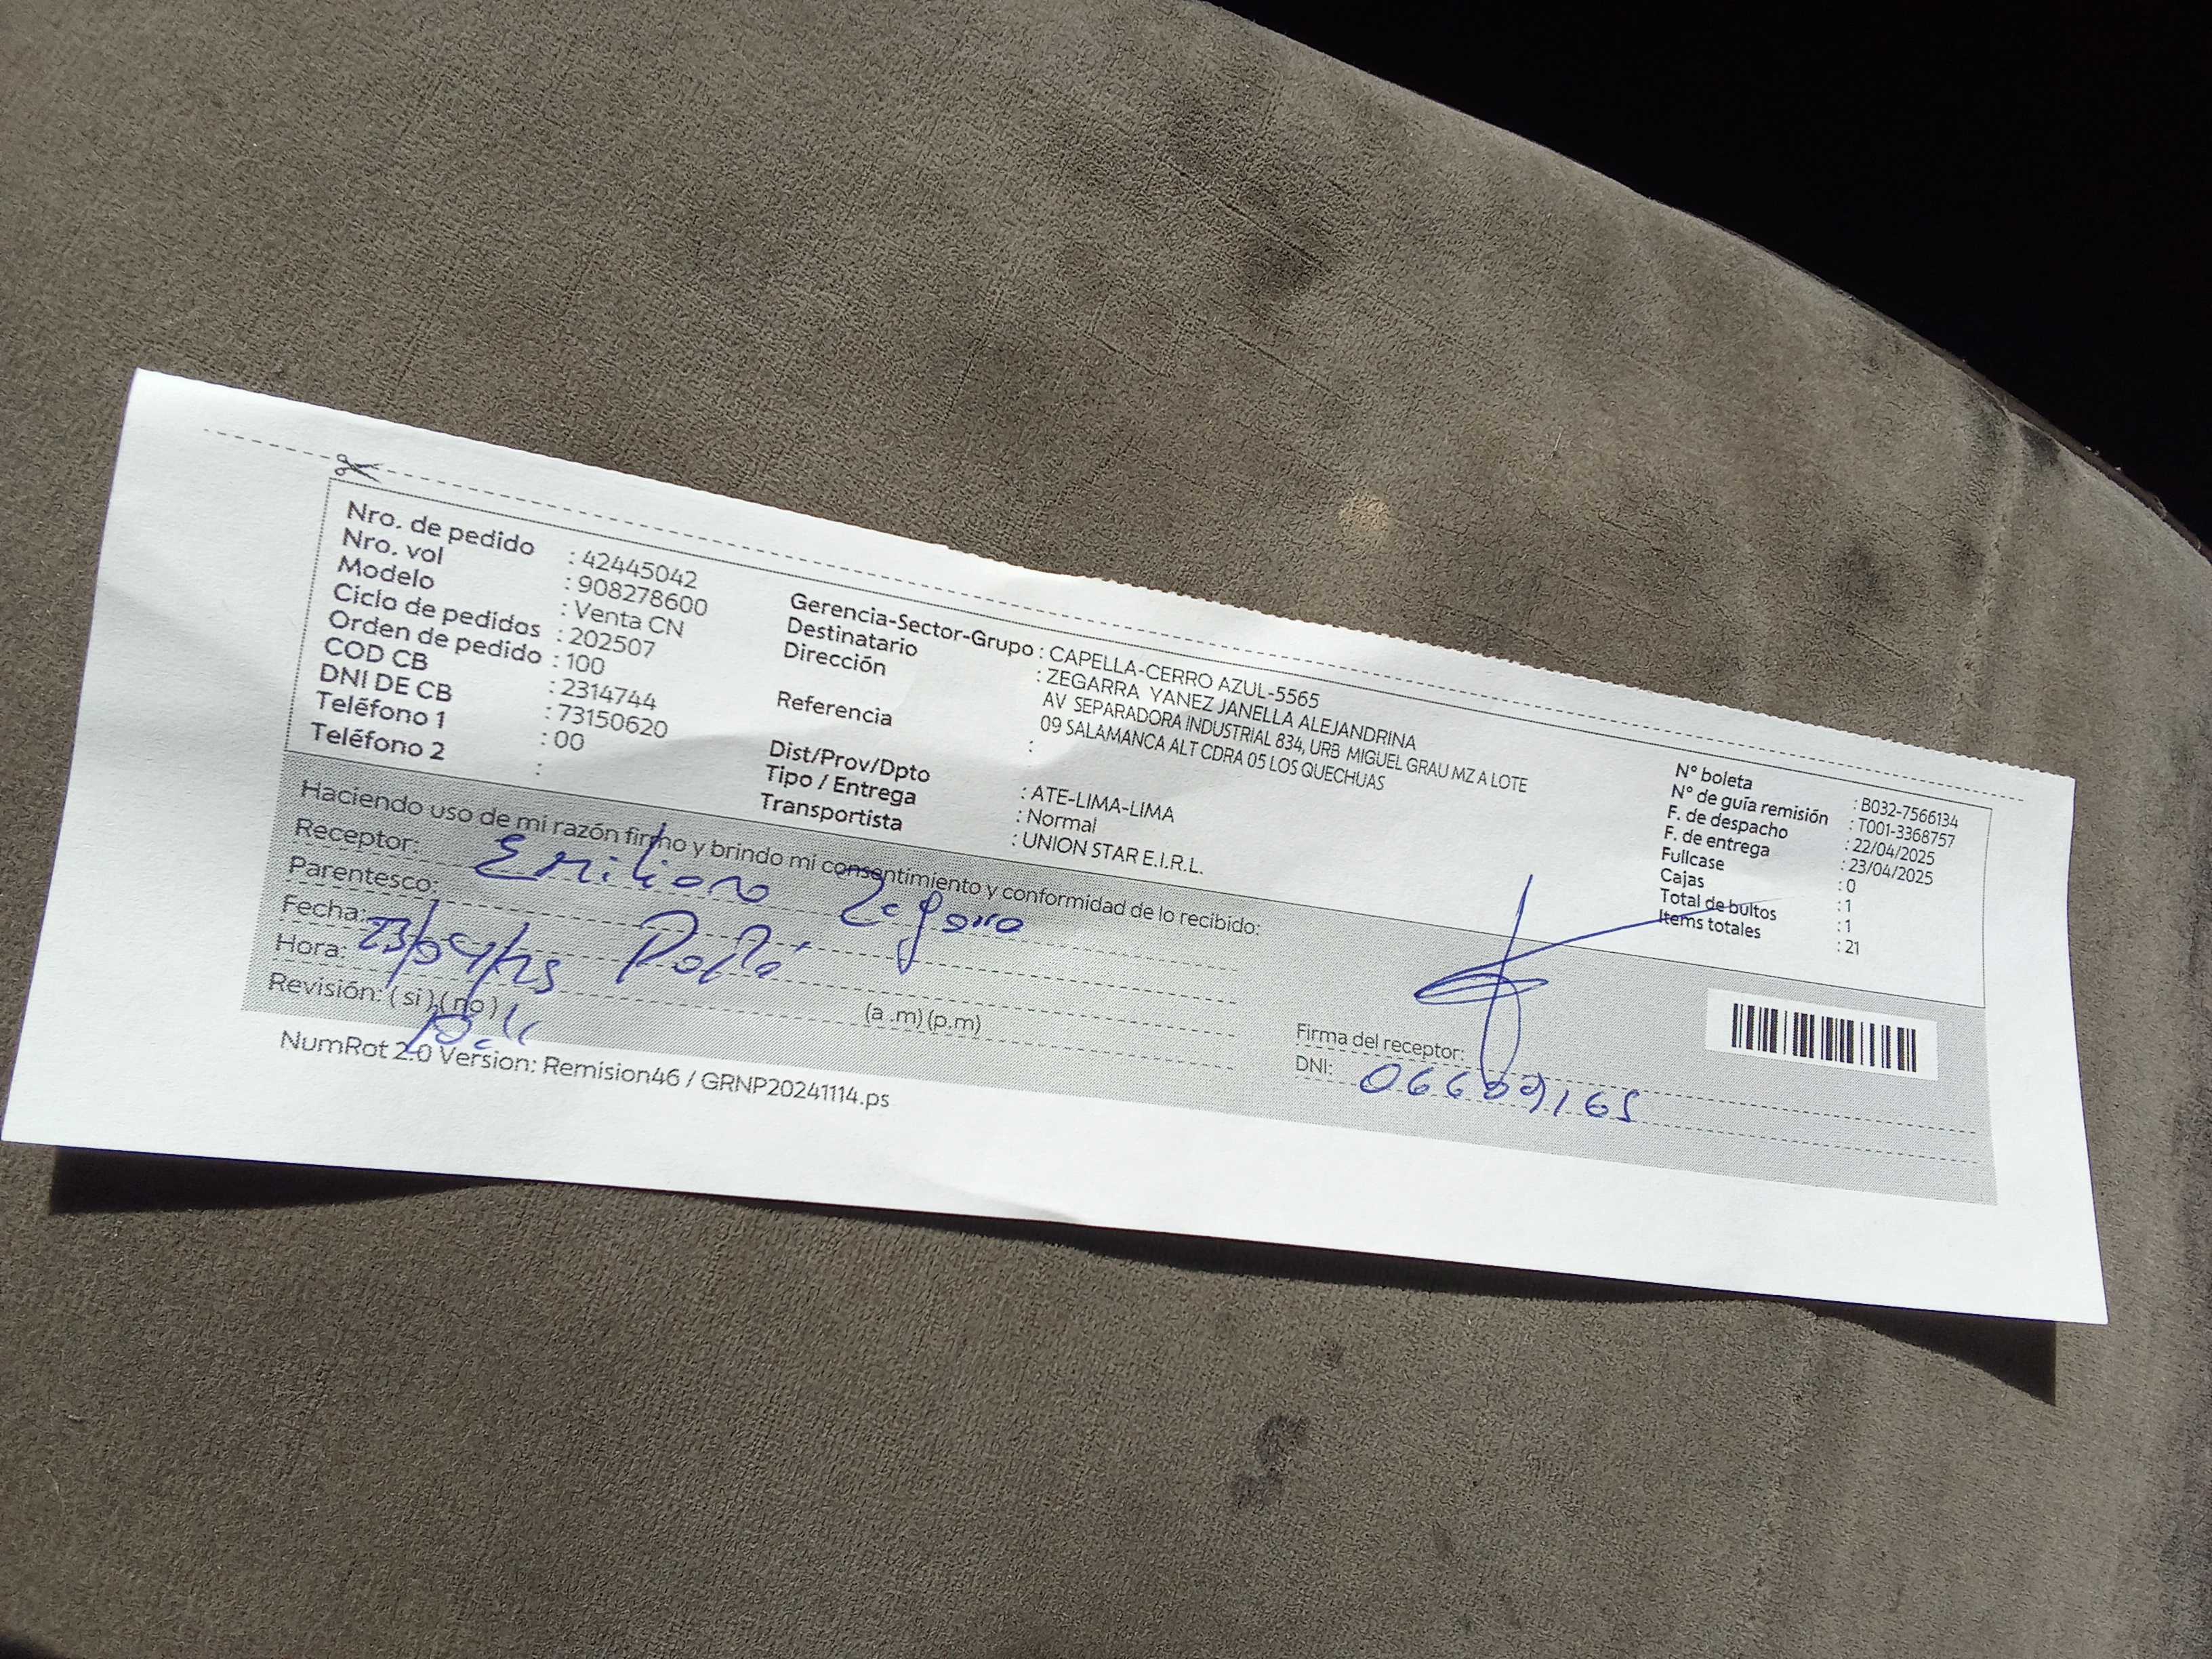 Nro. de pedido : 42445042
Nro. vol : 908278600
Modelo : Venta CN
Ciclo de pedidos : 202507
Orden de pedido : 100
COD CB : 2314744
DNI DE CB : 73150620
Teléfono 1 : 00
Teléfono 2 :
Gerencia-Sector-Grupo : CAPELLA-CERRO AZUL-5565
Destinatario : ZEGARRA YANEZ JANELLA ALEJANDRINA
Dirección AV SEPARADORA INDUSTRIAL 834, URB MIGUEL GRAU MZ A LOTE
09 SALAMANCA ALT CDRA 05 LOS QUECHUAS
Referencia :
Dist/Prov/Dpto : ATE-LIMA-LIMA
Tipo / Entrega : Normal
Transportista : UNION STAR E.I.R.L.
N° boleta : B032-7566134
N° de guía remisión : T001-3368757
F. de despacho : 22/04/2025
F. de entrega : 23/04/2025
Fullcase : 0
Cajas : 1
Total de bultos : 1
Items totales : 21
Haciendo uso de mi razón firmo y brindo mi consentimiento y conformidad de lo recibido:
Receptor: Emiliano Zegarra
Parentesco: Papá
Fecha: 23/04/25
Hora: (a .m) (p.m)
Revisión: ( si ) ( no )
Firma del receptor:
DNI: 06609165
NumRot 2.0 Version: Remision46 / GRNP20241114.ps